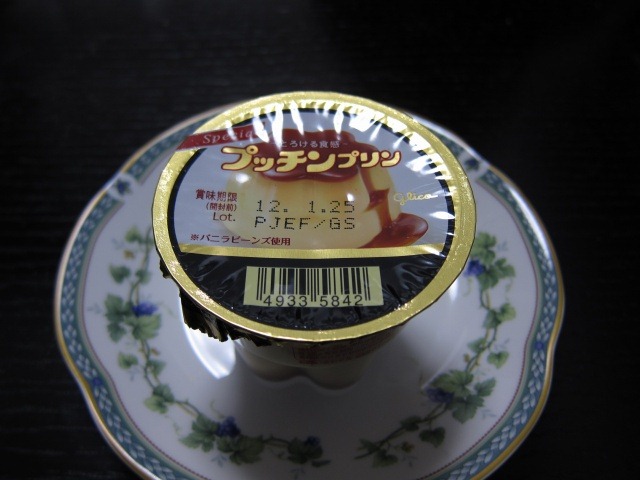 Special
とろける食感
プッチンプリン
glico
賞味期限 12. 1.25
(開封前)
Lot. PJEF/GS
※バニラビーンズ使用
4933 5842